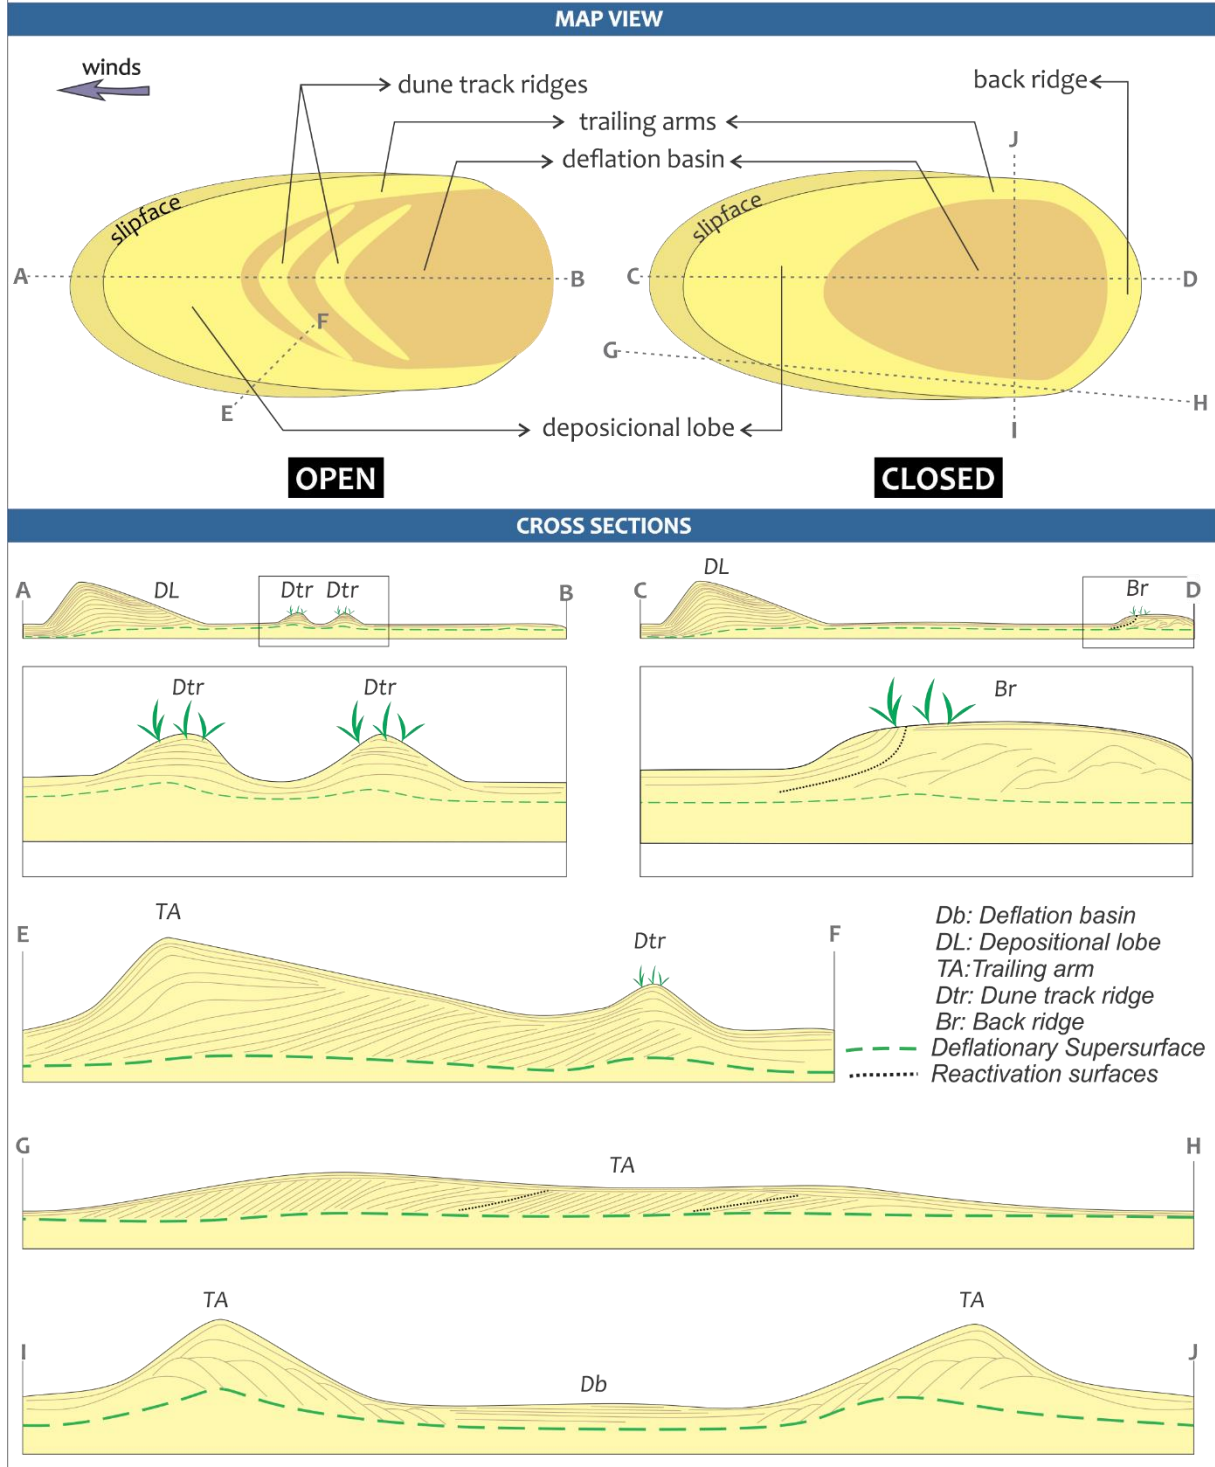 MAP VIEW
winds
dune track ridges
back ridge
trailing arms
J
deflation basin
slipface
slipface
A
B
C
D
F
G
E
H
deposicional lobe
I
OPEN
CLOSED
CROSS SECTIONS
A
DL
Dtr
Dtr
B
C
DL
Br
D
Dtr
Dtr
Br
E
TA
Dtr
F
Db: Deflation basin
DL: Depositional lobe
TA:Trailing arm
Dtr: Dune track ridge
Br: Back ridge
Deflationary Supersurface
Reactivation surfaces
G
TA
H
I
TA
Db
TA
J